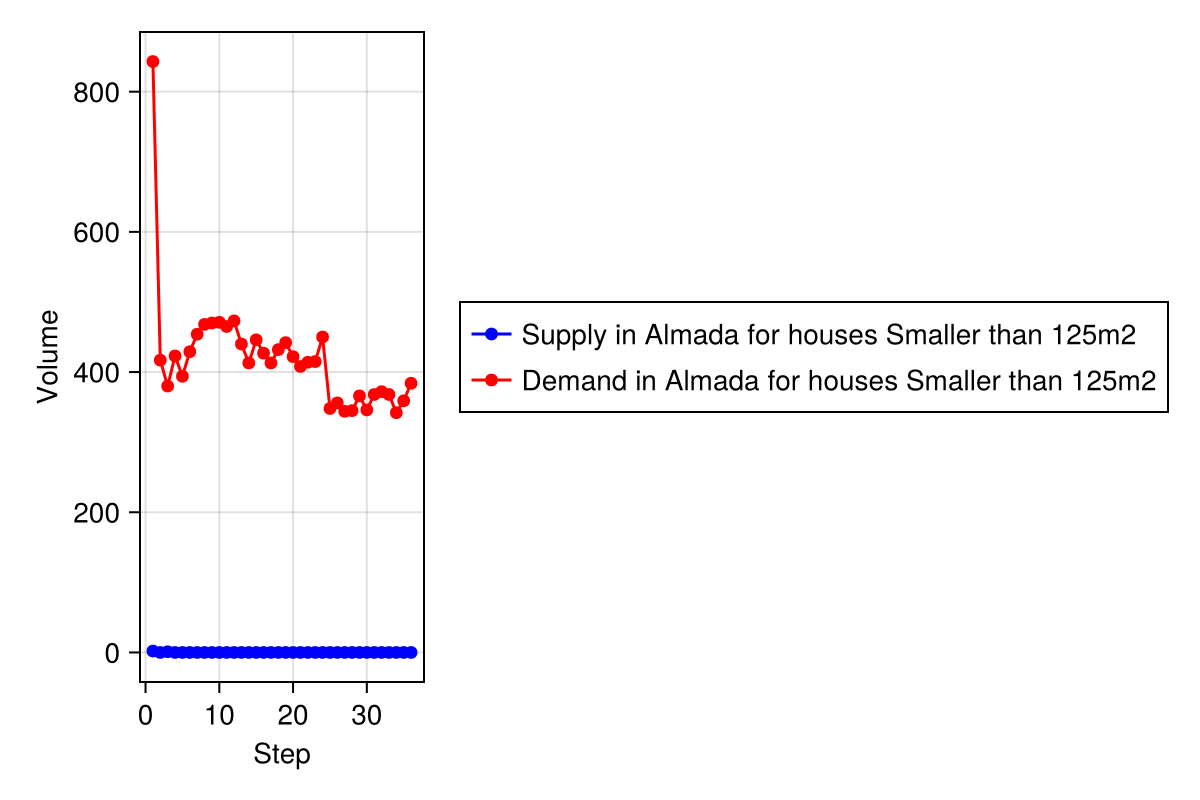 800
600
400
200
0
Volume
0 10 20 30
Step
Supply in Almada for houses Smaller than 125m2
Demand in Almada for houses Smaller than 125m2